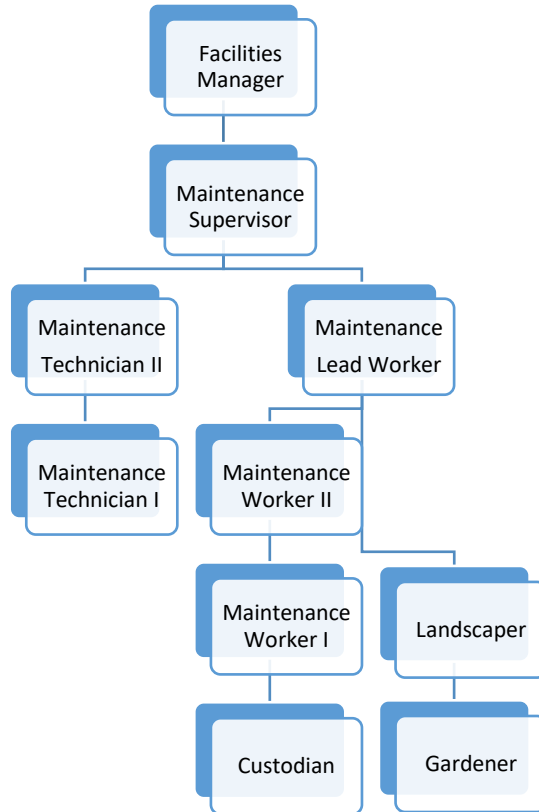 Facilities
Manager
Maintenance
Supervisor
Maintenance
Technician II
Maintenance
Lead Worker
Maintenance
Technician I
Maintenance
Worker II
Maintenance
Worker I
Landscaper
Custodian
Gardener